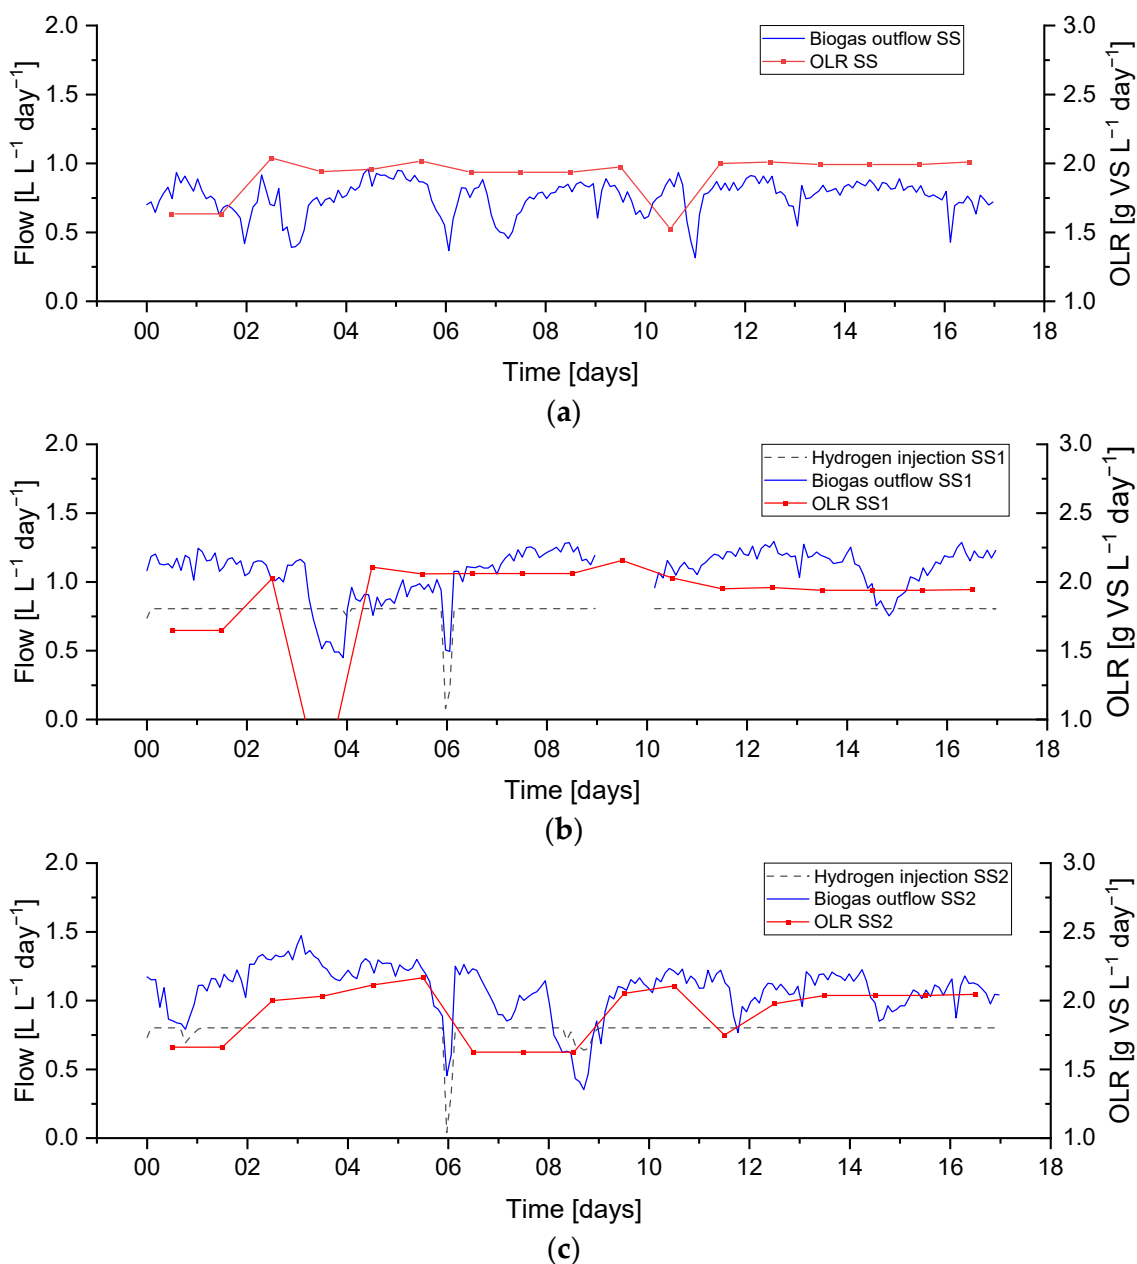 2.0
1.5
1.0
0.5
0.0
Flow [L L⁻¹ day⁻¹]
Biogas outflow SS
OLR SS
3.0
2.5
2.0
1.5
1.0
OLR [g VS L⁻¹ day⁻¹]
00 02 04 06 08 10 12 14 16 18
Time [days]
(a)
2.0
1.5
1.0
0.5
0.0
Flow [L L⁻¹ day⁻¹]
Hydrogen injection SS1
Biogas outflow SS1
OLR SS1
3.0
2.5
2.0
1.5
1.0
OLR [g VS L⁻¹ day⁻¹]
00 02 04 06 08 10 12 14 16 18
Time [days]
(b)
2.0
1.5
1.0
0.5
0.0
Flow [L L⁻¹ day⁻¹]
Hydrogen injection SS2
Biogas outflow SS2
OLR SS2
3.0
2.5
2.0
1.5
1.0
OLR [g VS L⁻¹ day⁻¹]
00 02 04 06 08 10 12 14 16 18
Time [days]
(c)